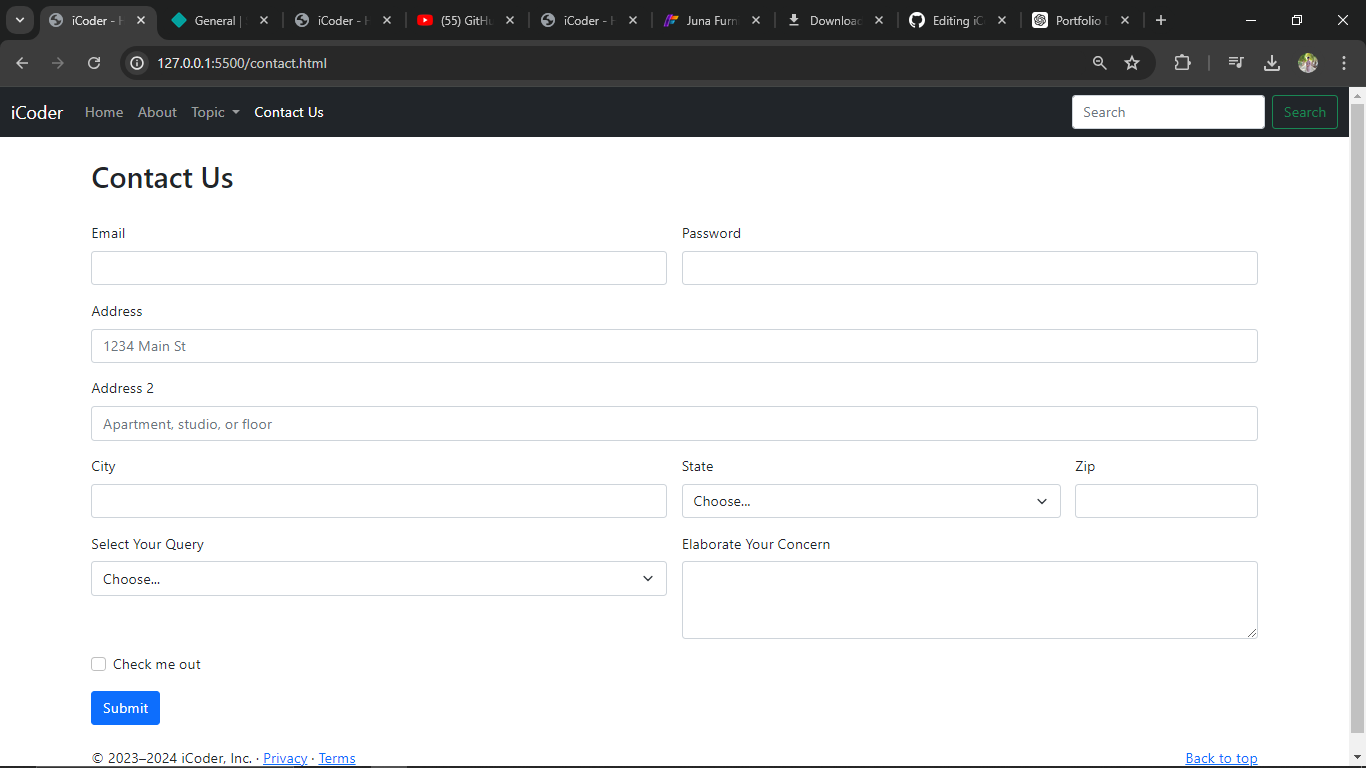 iCoder - H
General |
iCoder - H
(55) GitHu
iCoder - H
Juna Furn
Downloac
Editing iC
Portfolio
127.0.0.1:5500/contact.html
iCoder Home About Topic Contact Us Search Search
Contact Us
Email Password
Address
1234 Main St
Address 2
Apartment, studio, or floor
City State Zip
Choose...
Select Your Query Elaborate Your Concern
Choose...
Check me out
Submit
© 2023–2024 iCoder, Inc. · Privacy · Terms Back to top